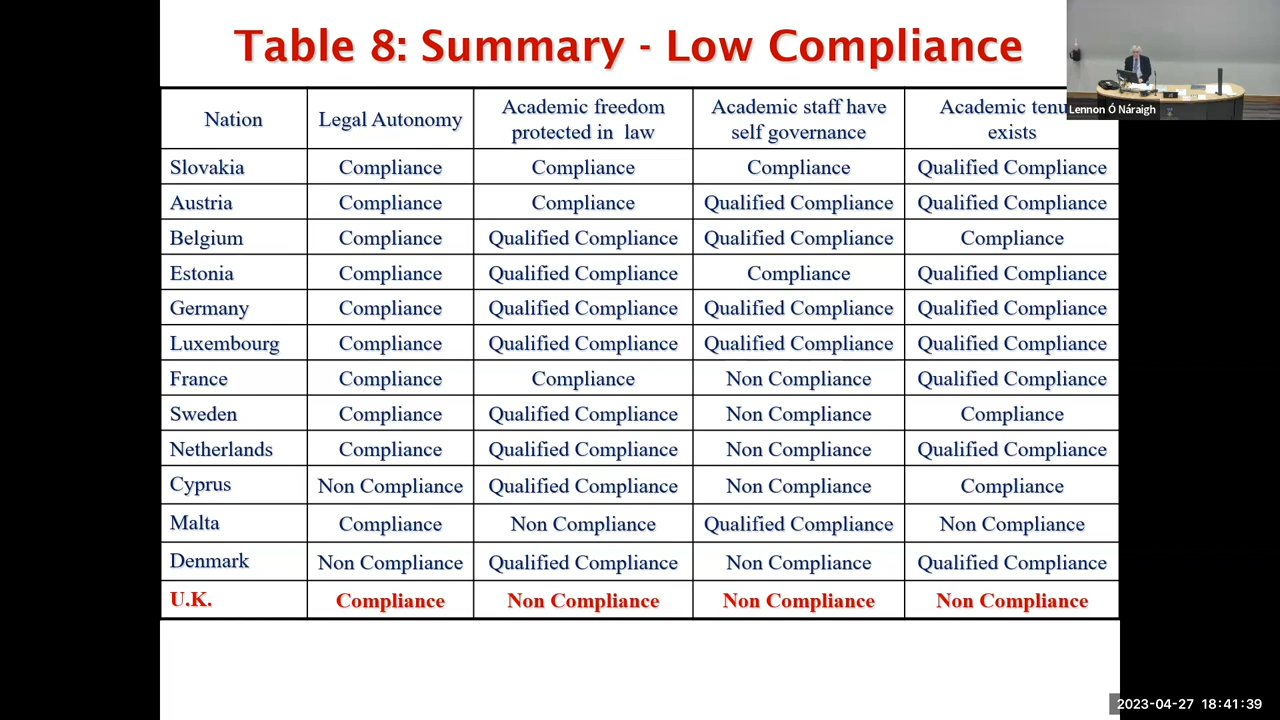 Table 8: Summary - Low Compliance
Nation
Legal Autonomy
Academic freedom
protected in law
Academic staff have
self governance
Academic
exists
Slovakia Compliance Compliance Compliance Qualified Compliance
Austria Compliance Compliance Qualified Compliance Qualified Compliance
Belgium Compliance Qualified Compliance Qualified Compliance Compliance
Estonia Compliance Qualified Compliance Compliance Qualified Compliance
Germany Compliance Qualified Compliance Qualified Compliance Qualified Compliance
Luxembourg Compliance Qualified Compliance Qualified Compliance Qualified Compliance
France Compliance Compliance Non Compliance Qualified Compliance
Sweden Compliance Qualified Compliance Non Compliance Compliance
Netherlands Compliance Qualified Compliance Non Compliance Qualified Compliance
Cyprus Non Compliance Qualified Compliance Non Compliance Compliance
Malta Compliance Non Compliance Qualified Compliance Non Compliance
Denmark Non Compliance Qualified Compliance Non Compliance Qualified Compliance
U.K. Compliance Non Compliance Non Compliance Non Compliance
Lennon Ó Náraigh
2023-04-27 18:41:39